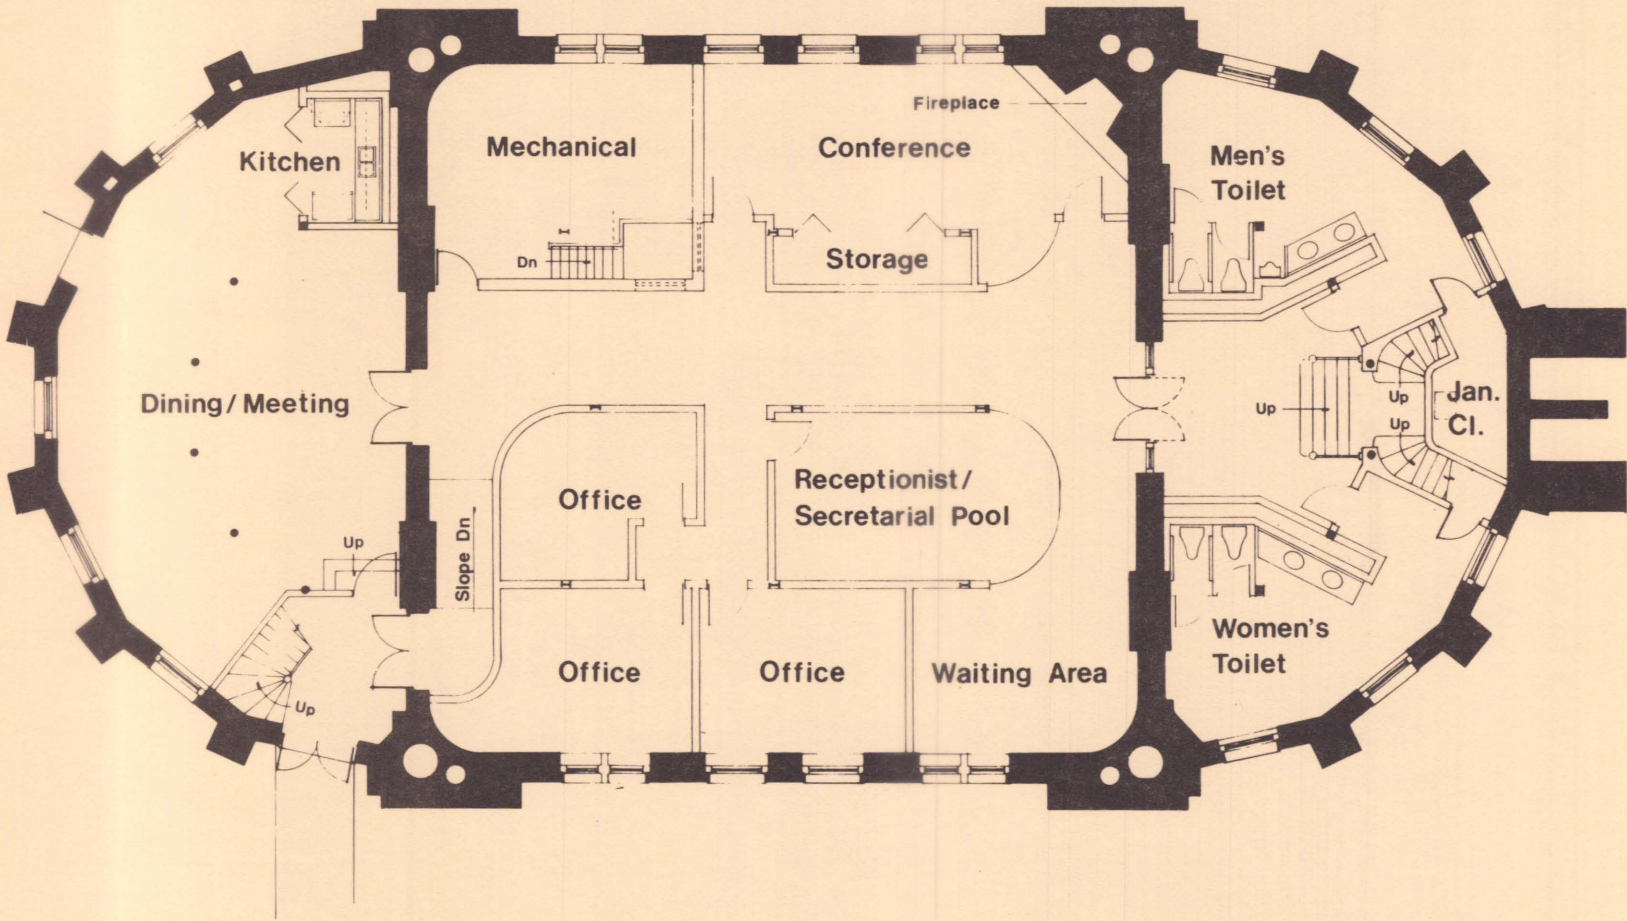 Fireplace
Kitchen
Mechanical
Conference
Men's
Toilet
Dn
Storage
Dining/Meeting
Up
Up
Up
Jan.
Cl.
Office
Receptionist/
Secretarial Pool
Slope Dn
Up
Office
Office
Waiting Area
Women's
Toilet
Up